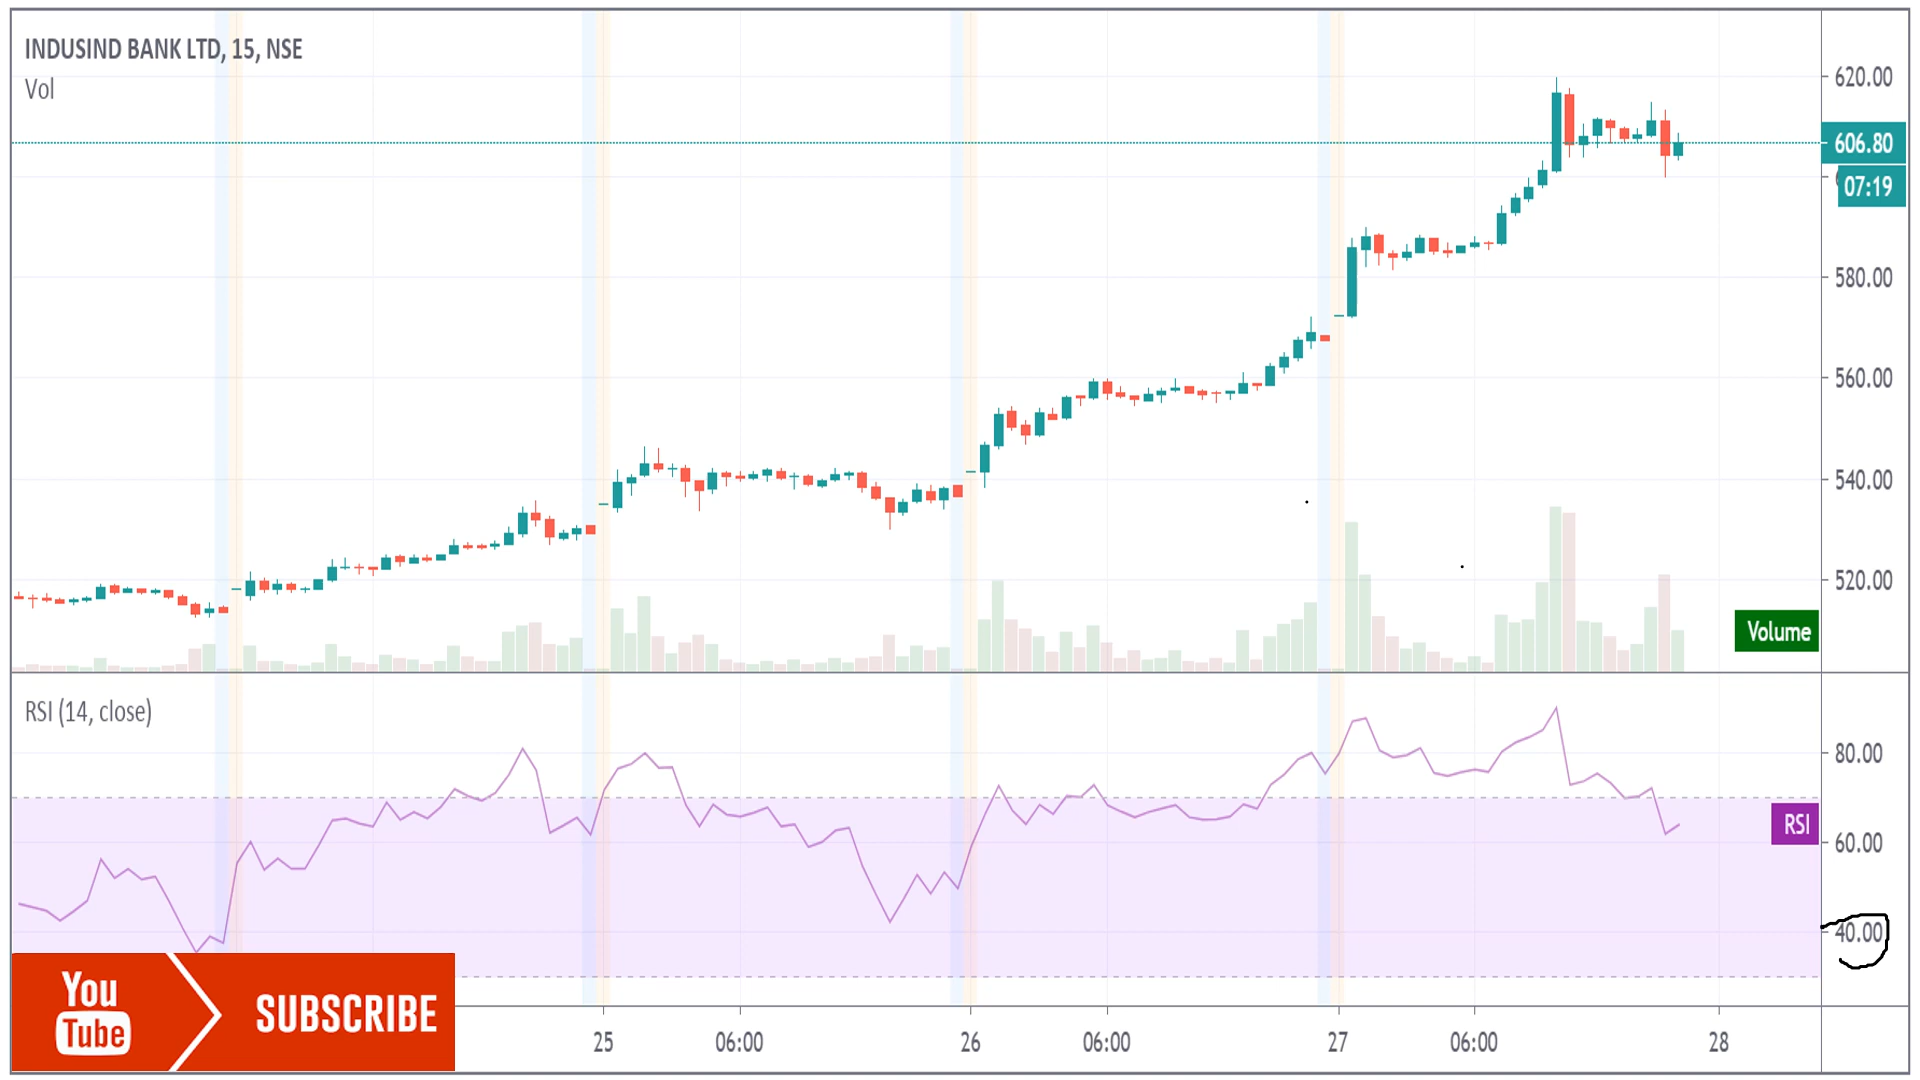 INDUSIND BANK LTD, 15, NSE
Vol
620.00
606.80
07:19
580.00
560.00
540.00
520.00
Volume
RSI (14, close)
80.00
RSI
60.00
40.00
You
Tube
SUBSCRIBE
25
06:00
26
06:00
27
06:00
28